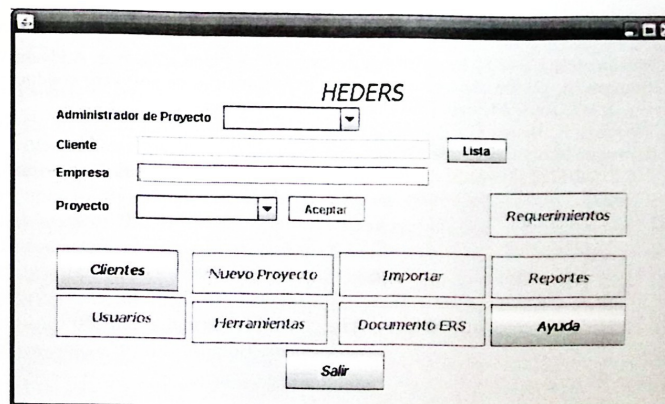 HEDERS
Administrador de Proyecto
Cliente
Lista
Empresa
Proyecto
Aceptar
Requerimientos
Clientes
Nuevo Proyecto
Importar
Reportes
Usuarios
Herramientas
Documento ERS
Ayuda
Salir